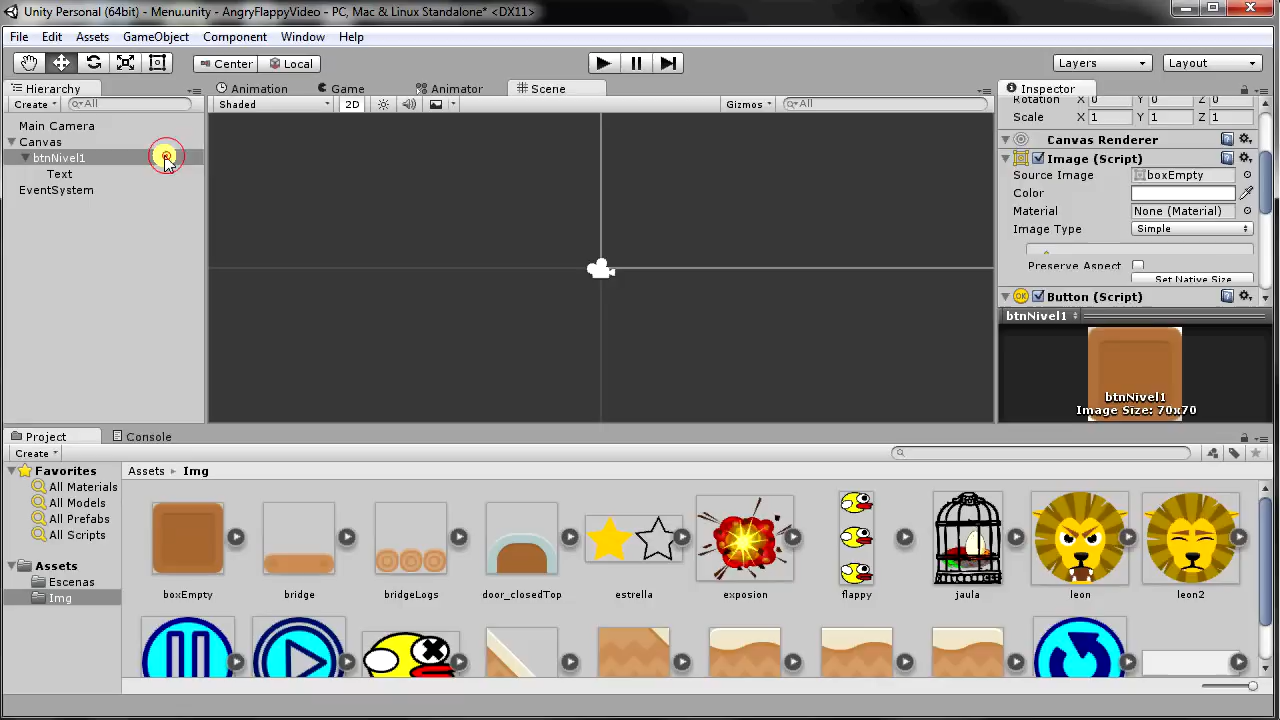 Unity Personal (64bit) - Menu.unity - AngryFlappyVideo - PC, Mac & Linux Standalone* <DX11>
File Edit Assets GameObject Component Window Help
Center Local Layers Layout
Hierarchy Animation Game Animator Scene Inspector
Create All Shaded 2D Gizmos All
Rotation X 0 Y 0 Z 0
Scale X 1 Y 1 Z 1
Main Camera
Canvas
btnNivel1
Text
EventSystem
Canvas Renderer
Image (Script)
Source Image boxEmpty
Color
Material None (Material)
Image Type Simple
Preserve Aspect
Set Native Size
Button (Script)
btnNivel1
btnNivel1
Image Size: 70x70
Project Console
Create
Favorites
All Materials
All Models
All Prefabs
All Scripts
Assets
Escenas
Img
Assets Img
boxEmpty bridge bridgeLogs door_closedTop estrella exposion flappy jaula leon leon2